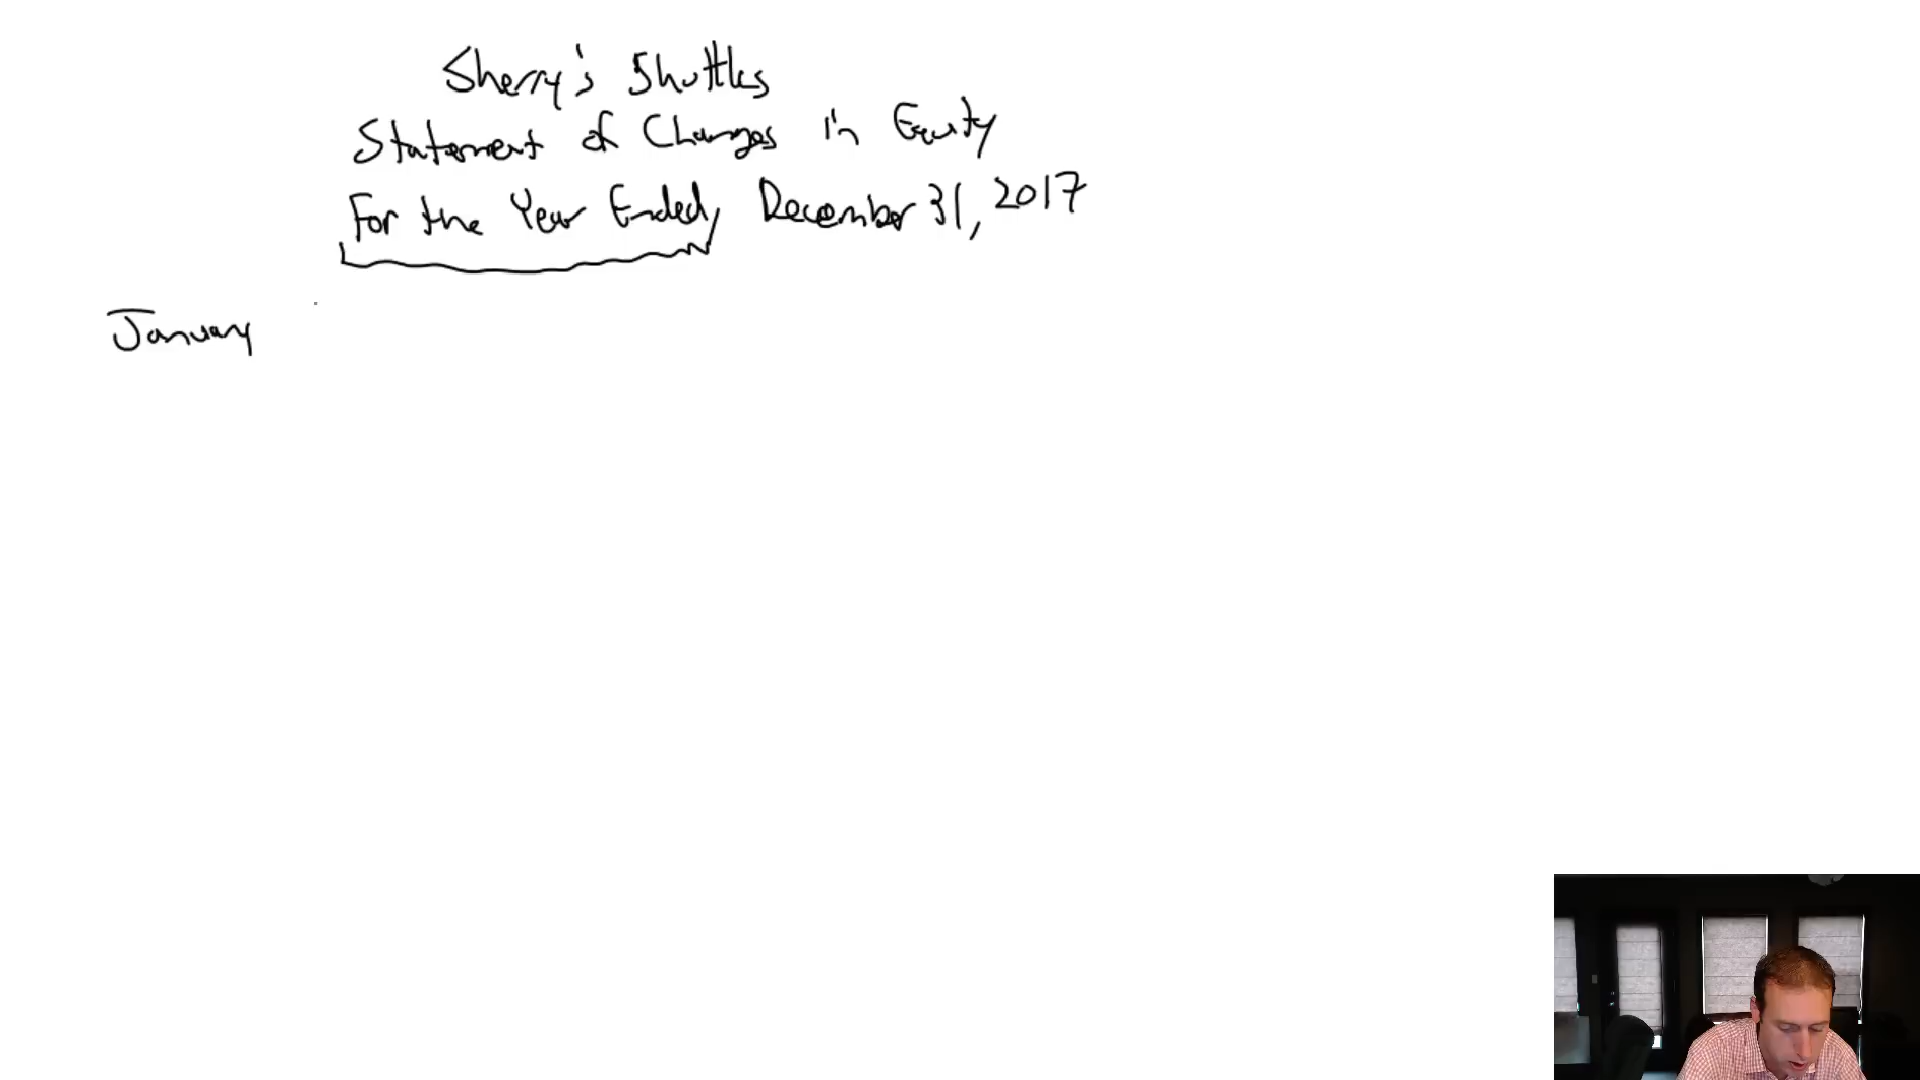 Sherry's Shuttles
Statement of Changes in Equity
For the Year Ended, December 31, 2017
January